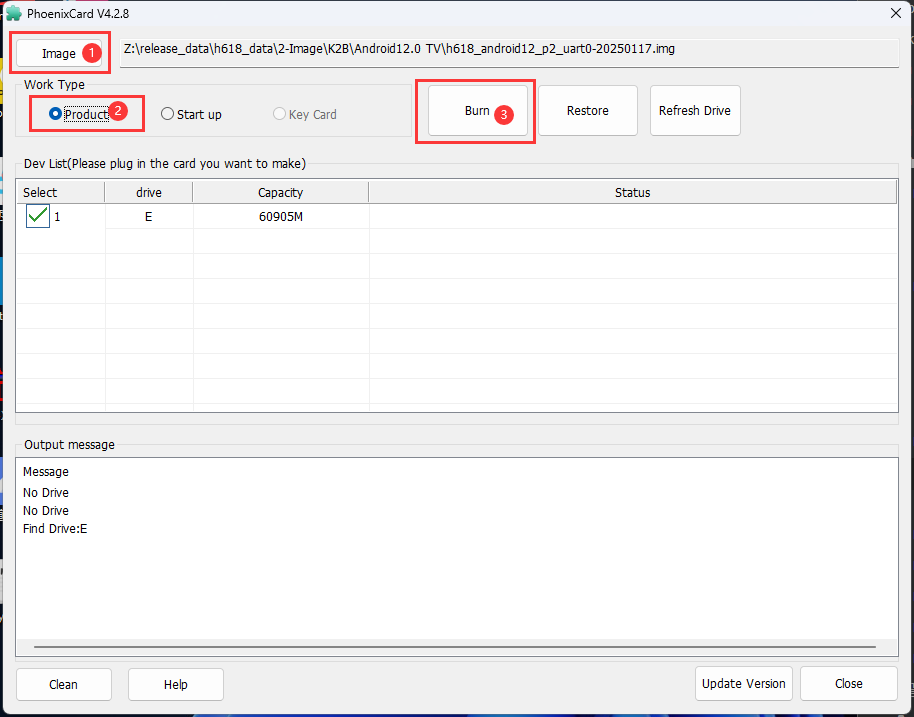 PhoenixCard V4.2.8
Image 1 Z:\release_data\h618_data\2-Image\K2B\Android12.0 TV\h618_android12_p2_uart0-20250117.img
Work Type
Product 2 Start up Key Card Burn 3 Restore Refresh Drive
Dev List(Please plug in the card you want to make)
Select drive Capacity Status
1 E 60905M
Output message
Message
No Drive
No Drive
Find Drive:E
Clean Help Update Version Close